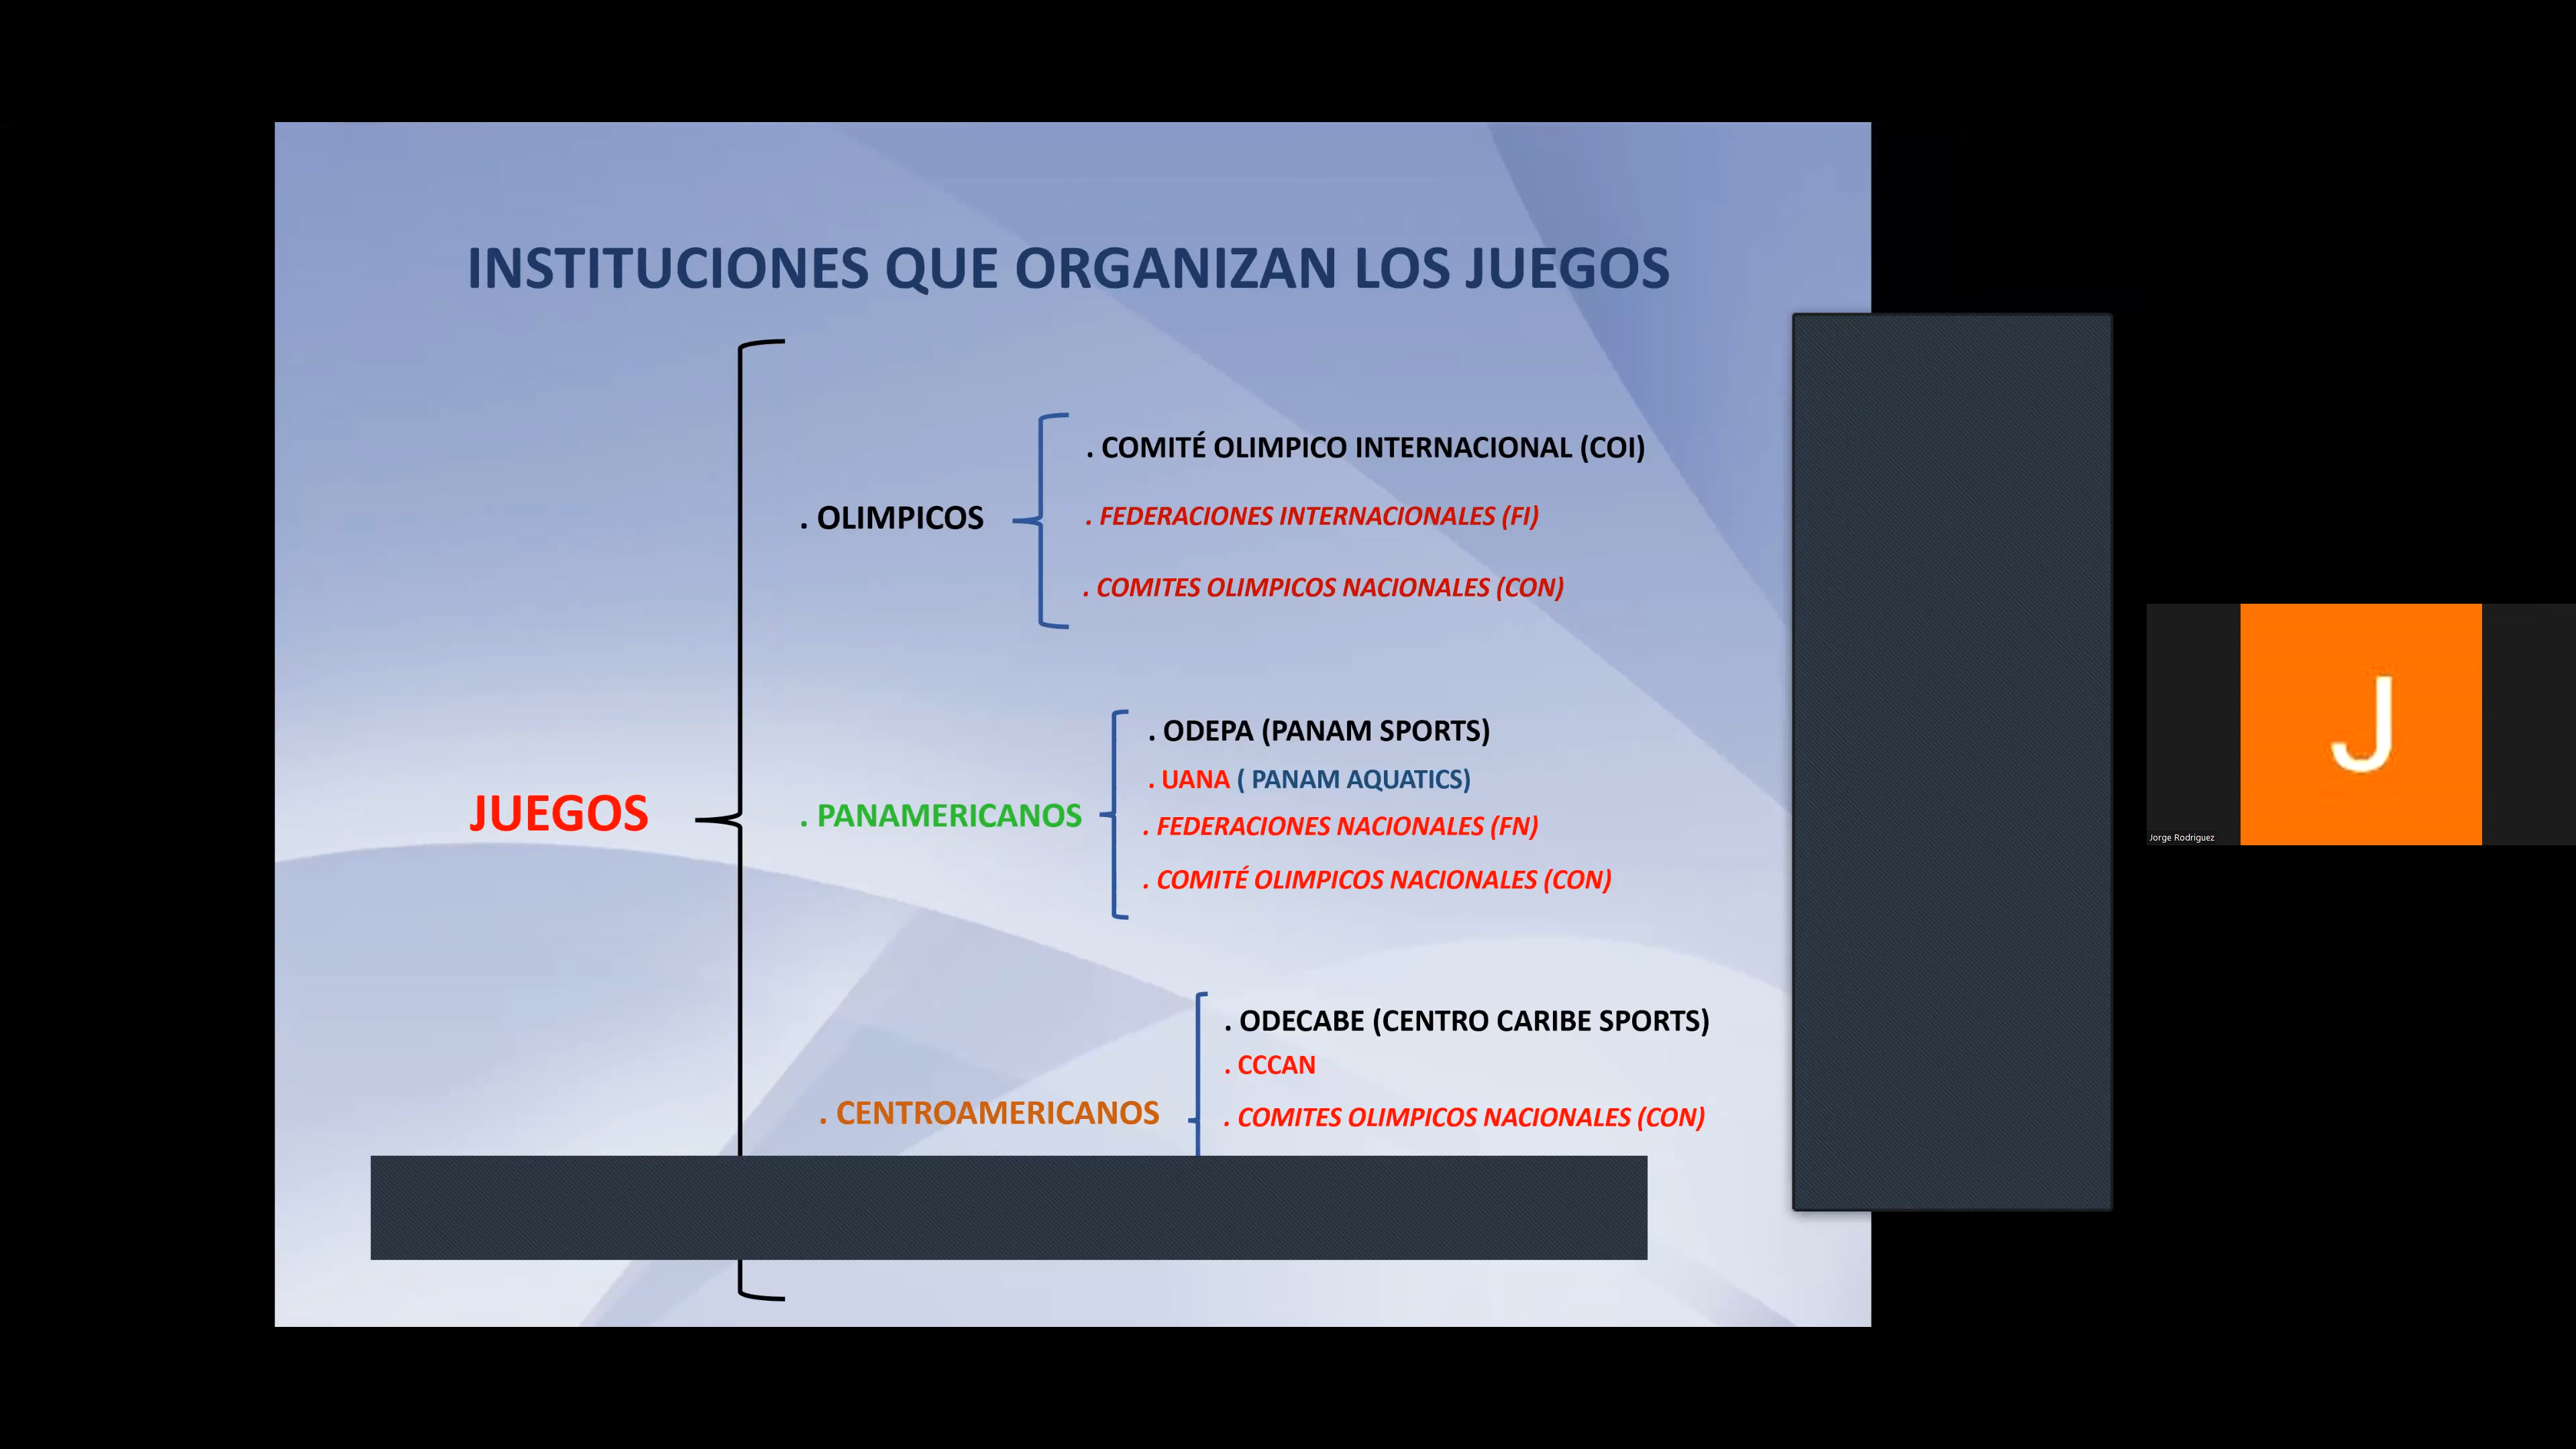 INSTITUCIONES QUE ORGANIZAN LOS JUEGOS
JUEGOS
. OLIMPICOS
. COMITÉ OLIMPICO INTERNACIONAL (COI)
. FEDERACIONES INTERNACIONALES (FI)
. COMITES OLIMPICOS NACIONALES (CON)
. PANAMERICANOS
. ODEPA (PANAM SPORTS)
. UANA ( PANAM AQUATICS)
. FEDERACIONES NACIONALES (FN)
. COMITÉ OLIMPICOS NACIONALES (CON)
. CENTROAMERICANOS
. ODECABE (CENTRO CARIBE SPORTS)
. CCCAN
. COMITES OLIMPICOS NACIONALES (CON)
J
Jorge Rodriguez